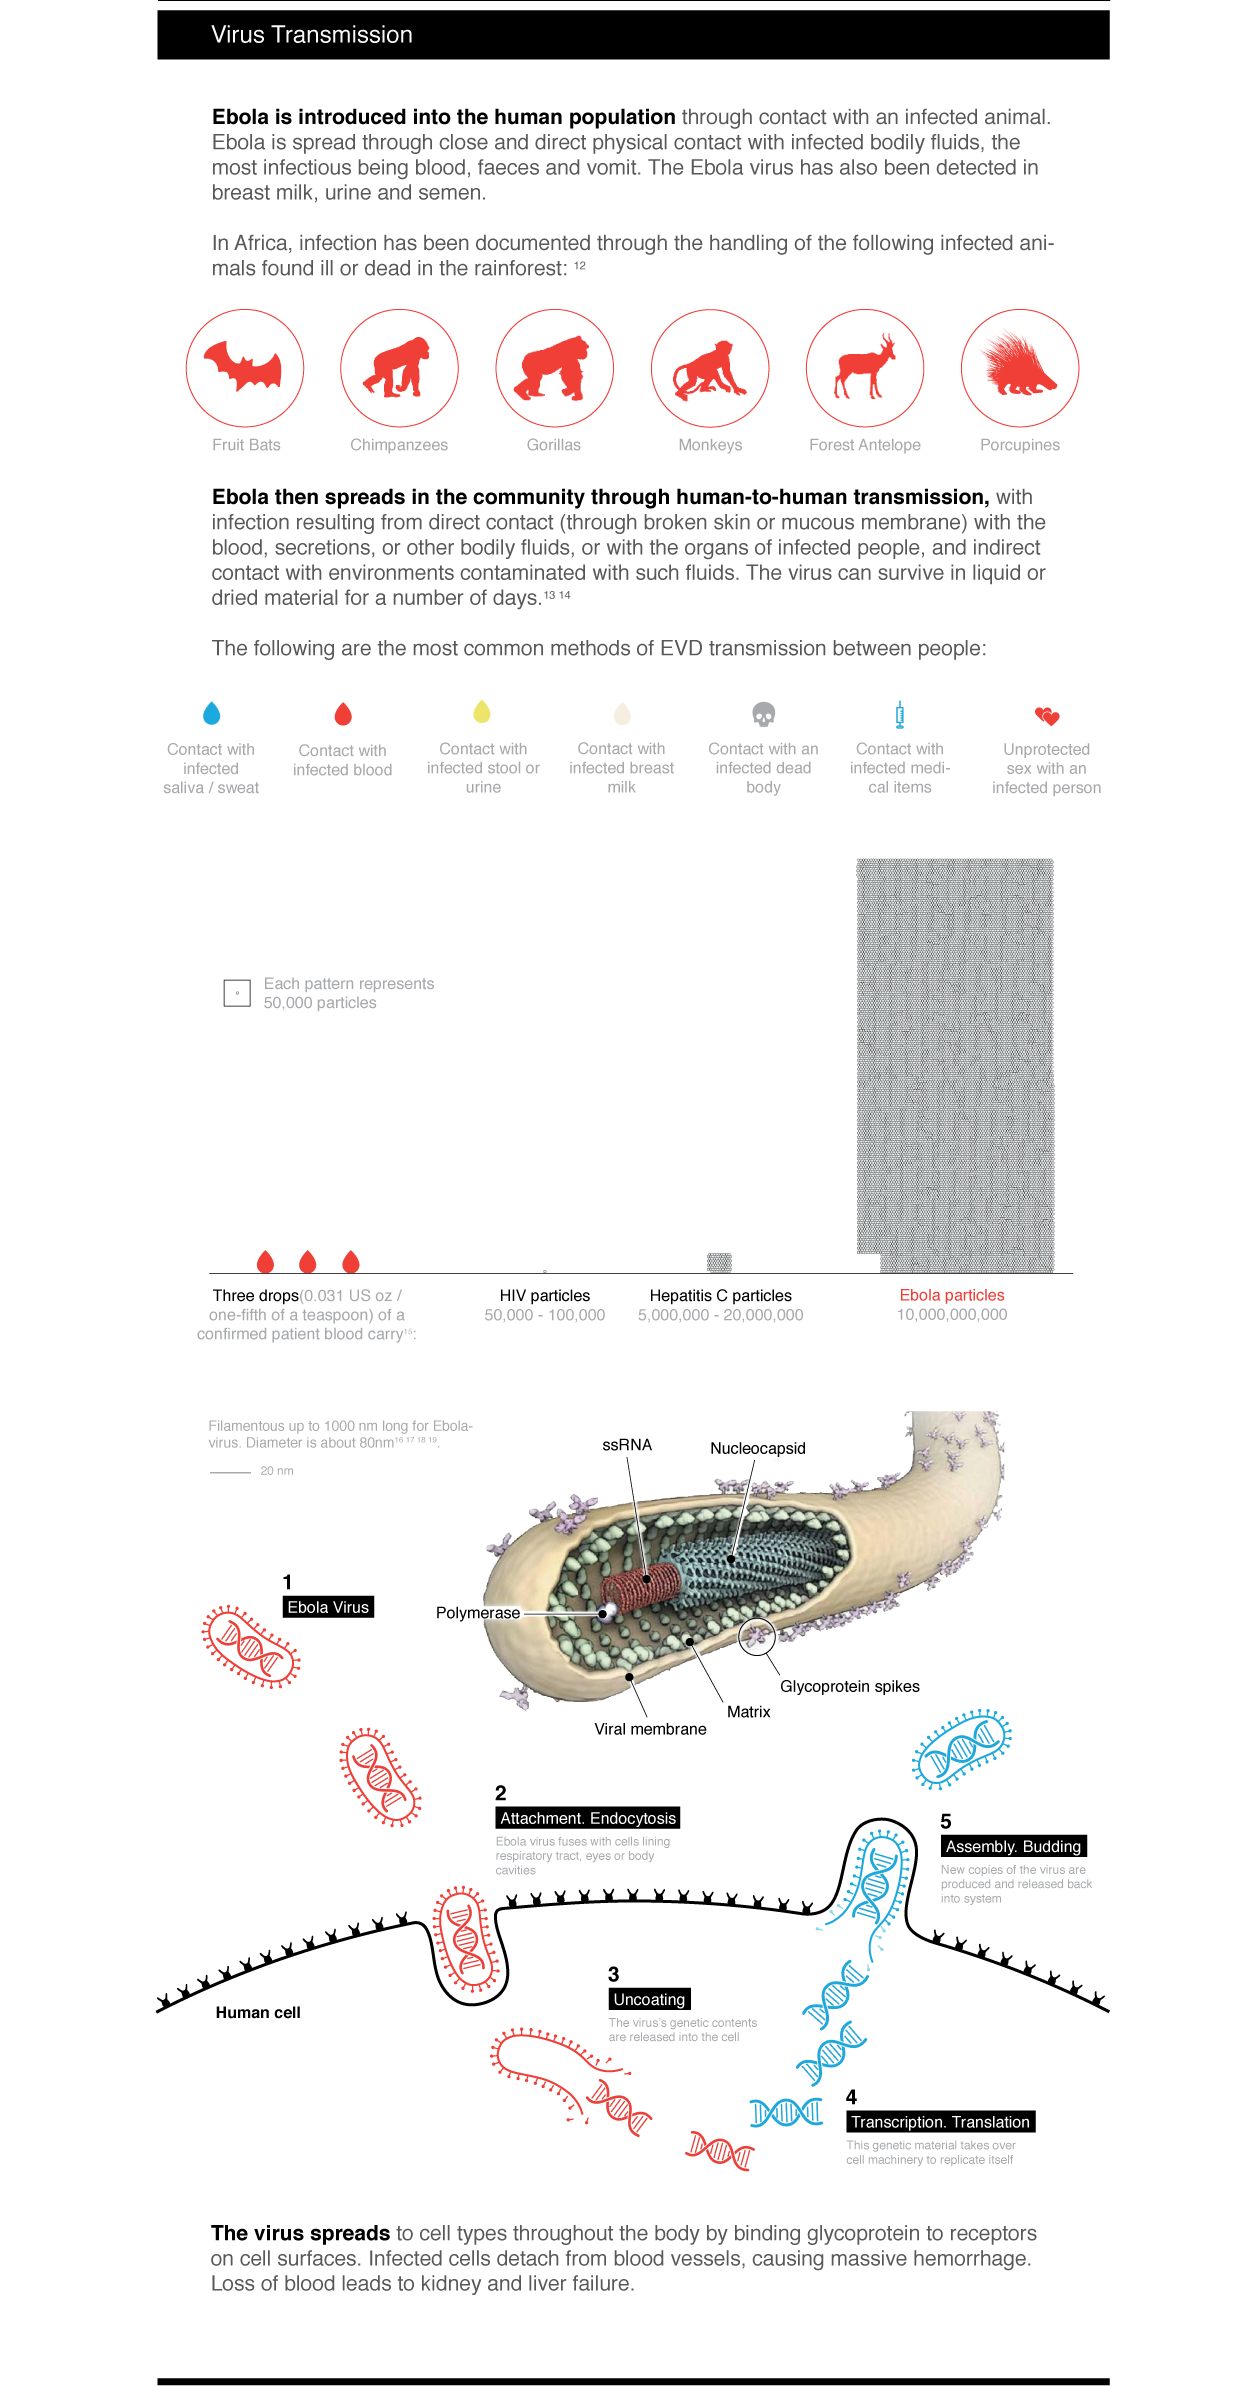 Virus Transmission
Ebola is introduced into the human population through contact with an infected animal.
Ebola is spread through close and direct physical contact with infected bodily fluids, the
most infectious being blood, faeces and vomit. The Ebola virus has also been detected in
breast milk, urine and semen.
In Africa, infection has been documented through the handling of the following infected ani-
mals found ill or dead in the rainforest: 12
Fruit Bats
Chimpanzees
Gorillas
Monkeys
Forest Antelope
Porcupines
Ebola then spreads in the community through human-to-human transmission, with
infection resulting from direct contact (through broken skin or mucous membrane) with the
blood, secretions, or other bodily fluids, or with the organs of infected people, and indirect
contact with environments contaminated with such fluids. The virus can survive in liquid or
dried material for a number of days.13 14
The following are the most common methods of EVD transmission between people:
Contact with
infected
saliva / sweat
Contact with
infected blood
Contact with
infected stool or
urine
Contact with
infected breast
milk
Contact with an
infected dead
body
Contact with
infected medi-
cal items
Unprotected
sex with an
infected person
Each pattern represents
50,000 particles
Three drops(0.031 US oz /
one-fifth of a teaspoon) of a
confirmed patient blood carry15:
HIV particles
50,000 - 100,000
Hepatitis C particles
5,000,000 - 20,000,000
Ebola particles
10,000,000,000
Filamentous up to 1000 nm long for Ebola-
virus. Diameter is about 80nm16 17 18 19.
20 nm
ssRNA
Nucleocapsid
Polymerase
Glycoprotein spikes
Matrix
Viral membrane
1
Ebola Virus
2
Attachment. Endocytosis
Ebola virus fuses with cells lining
respiratory tract, eyes or body
cavities
5
Assembly. Budding
New copies of the virus are
produced and released back
into system
Human cell
3
Uncoating
The virus's genetic contents
are released into the cell
4
Transcription. Translation
This genetic material takes over
cell machinery to replicate itself
The virus spreads to cell types throughout the body by binding glycoprotein to receptors
on cell surfaces. Infected cells detach from blood vessels, causing massive hemorrhage.
Loss of blood leads to kidney and liver failure.